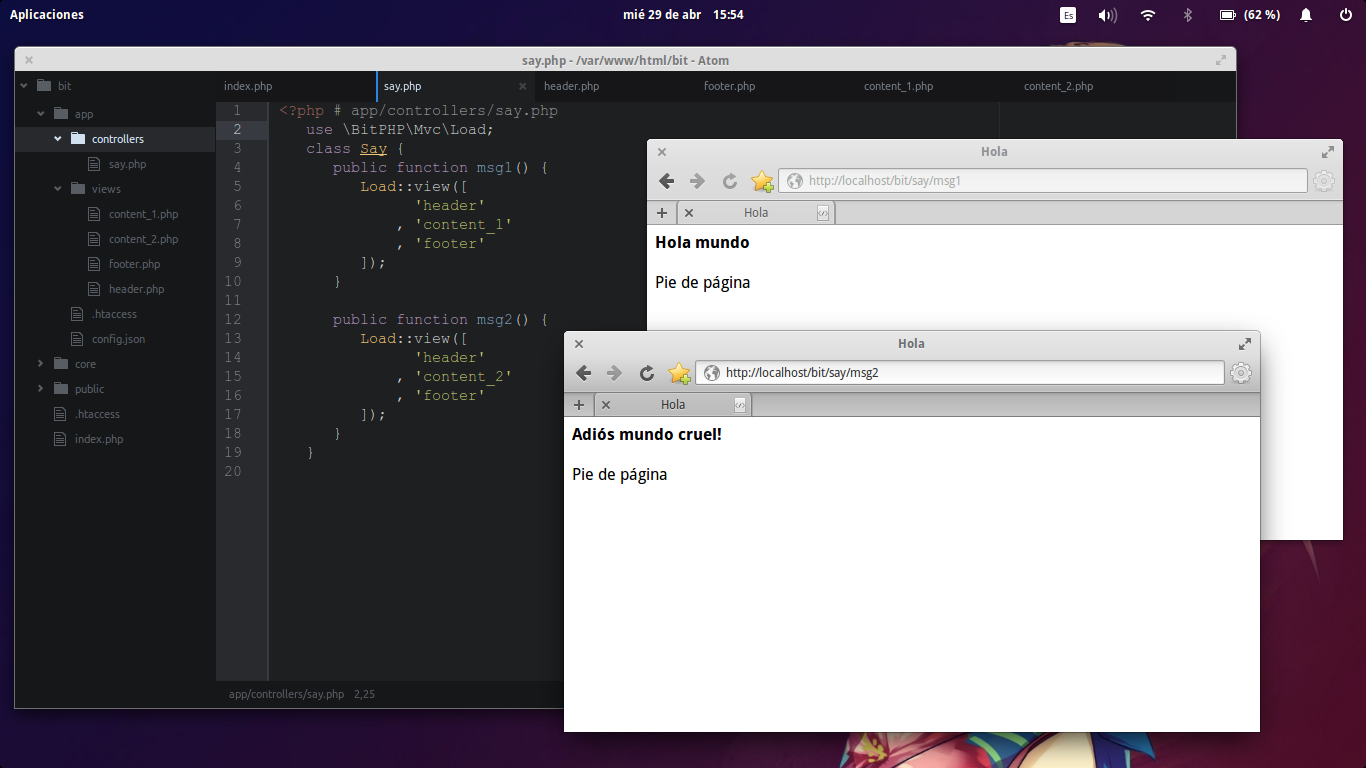 Aplicaciones
mié 29 de abr 15:54
Es
(62 %)
say.php - /var/www/html/bit - Atom
bit
app
controllers
say.php
views
content_1.php
content_2.php
footer.php
header.php
.htaccess
config.json
core
public
.htaccess
index.php
index.php
say.php
header.php
footer.php
content_1.php
content_2.php
1 <?php # app/controllers/say.php
2 use \BitPHP\Mvc\Load;
3 class Say {
4 public function msg1() {
5 Load::view([
6 'header'
7 , 'content_1'
8 , 'footer'
9 ]);
10 }
11
12 public function msg2() {
13 Load::view([
14 'header'
15 , 'content_2'
16 , 'footer'
17 ]);
18 }
19 }
20
app/controllers/say.php 2,25
Hola
http://localhost/bit/say/msg1
Hola
Hola mundo
Pie de página
Hola
http://localhost/bit/say/msg2
Hola
Adiós mundo cruel!
Pie de página